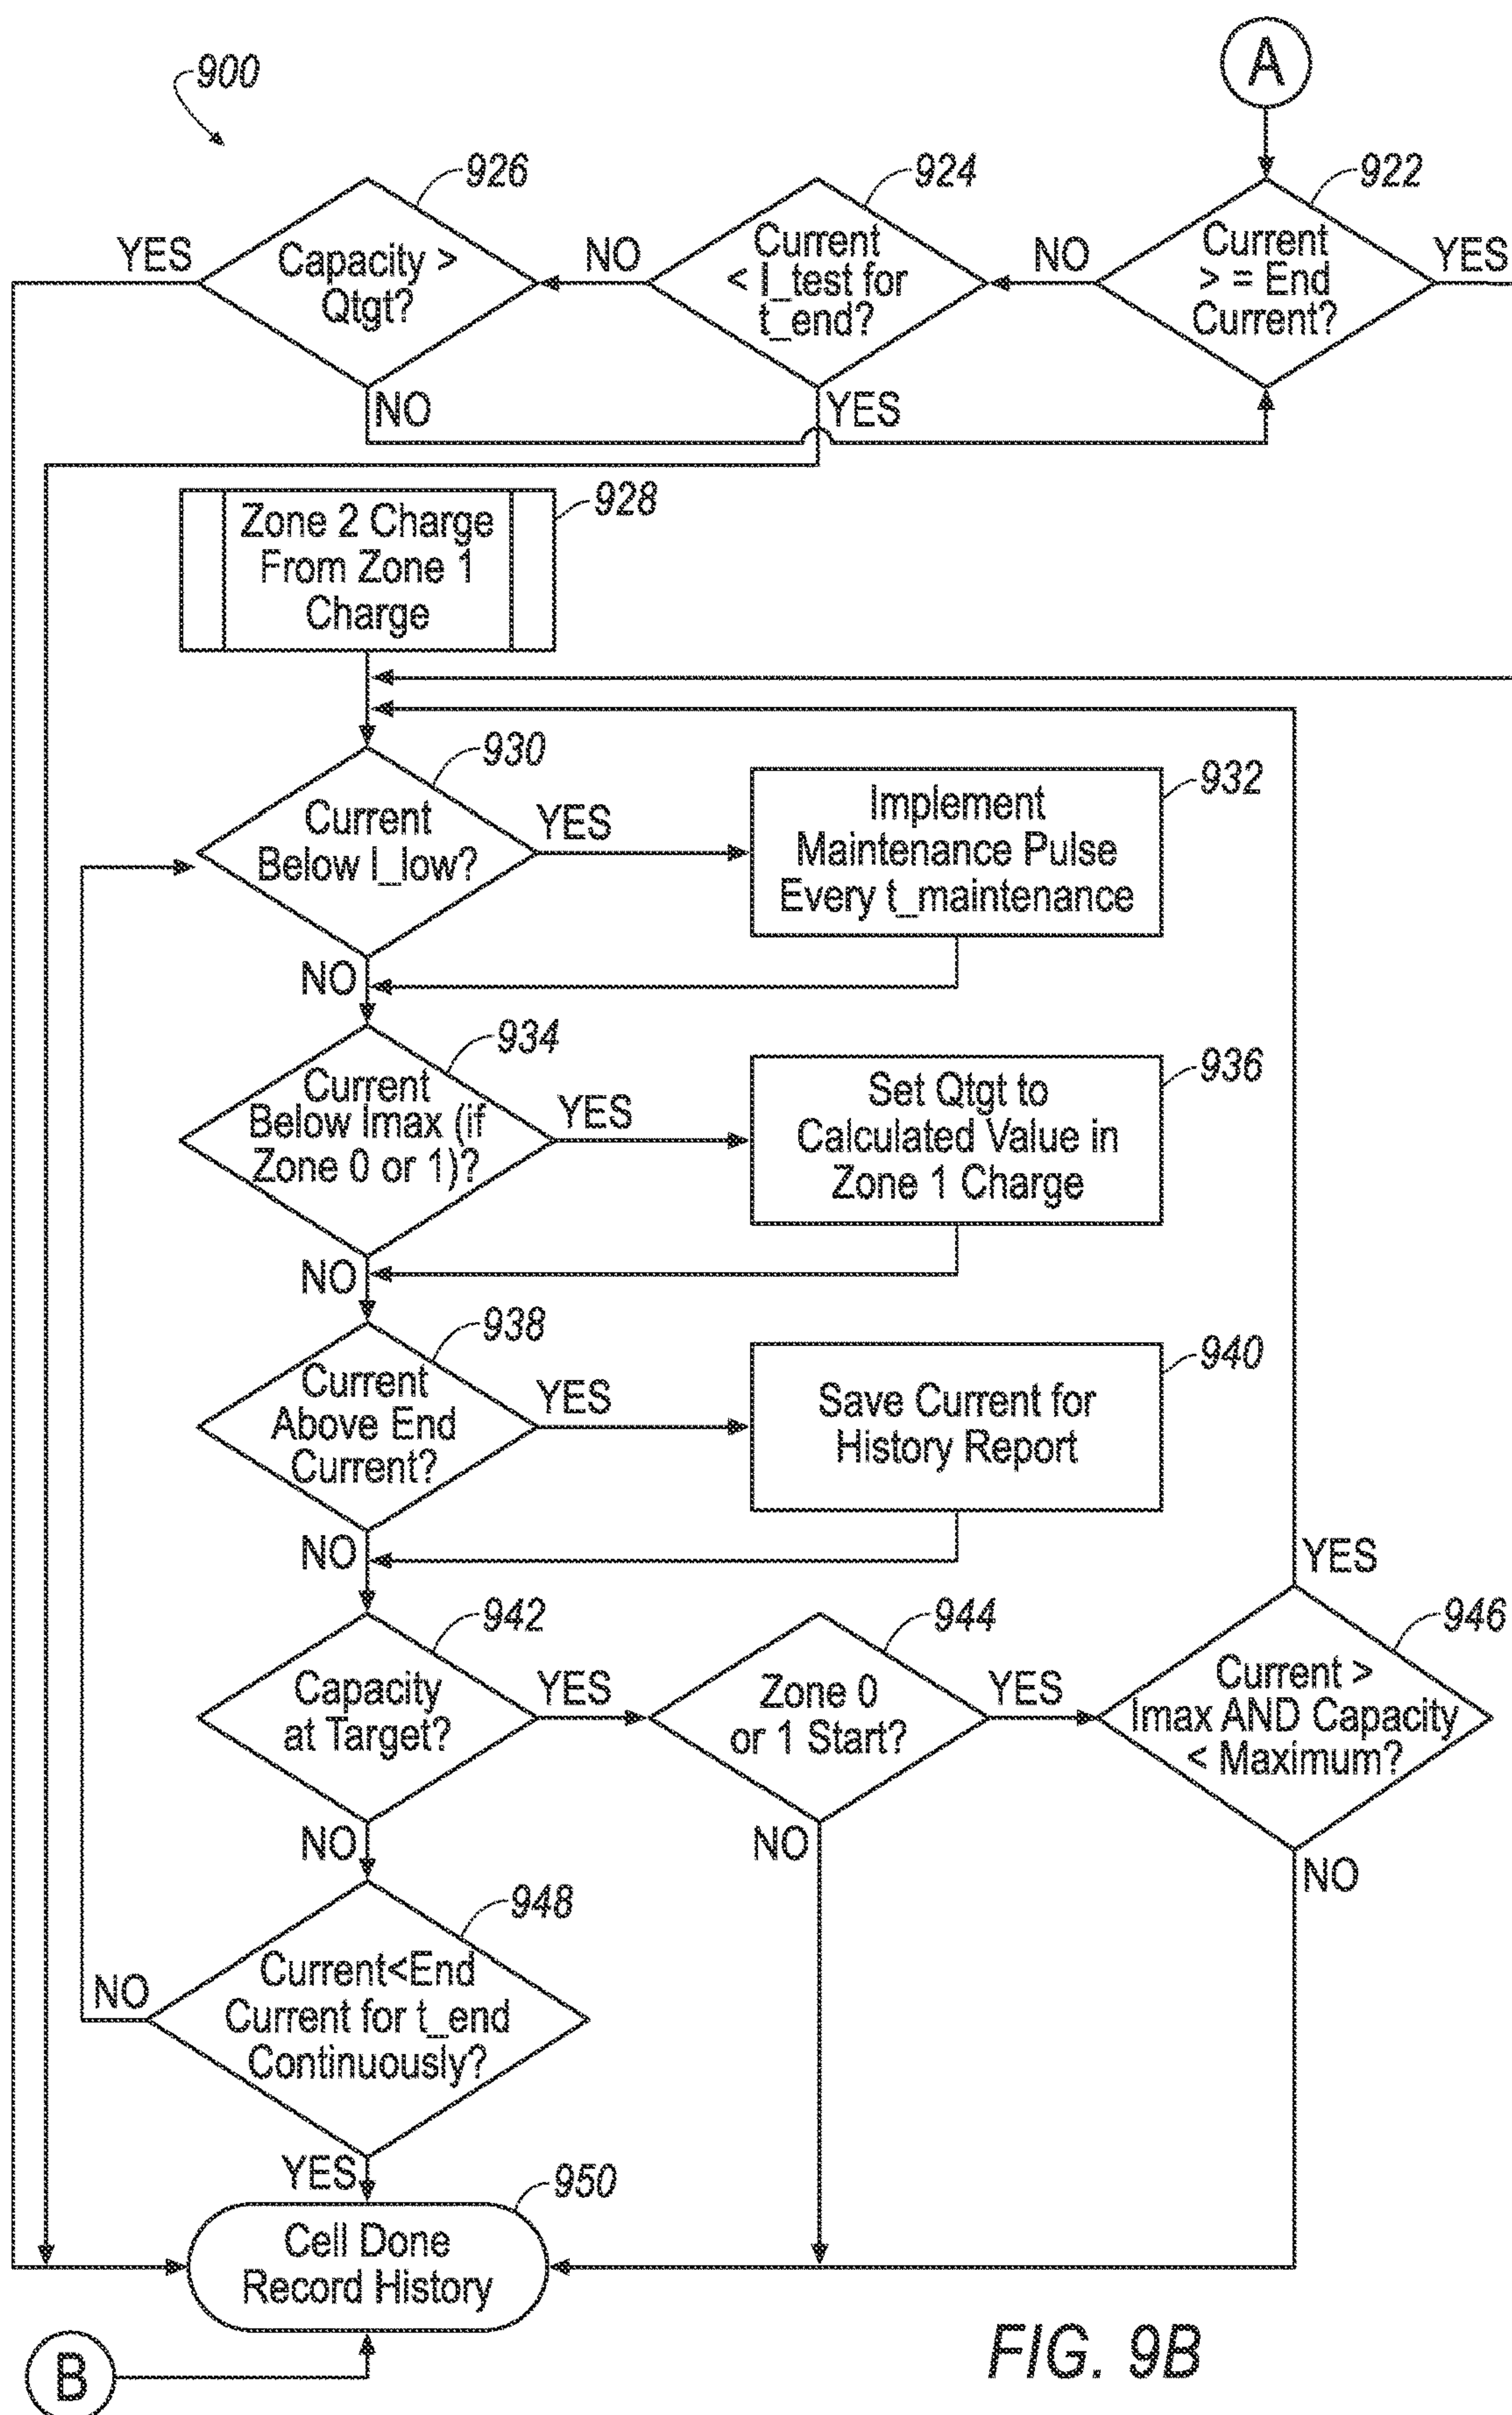 900
A
926
924
922
YES
Capacity >
Qtgt?
NO
Current
< I_test for
t_end?
NO
Current
> = End
Current?
YES
NO
YES
928
Zone 2 Charge
From Zone 1
Charge
930
Current
Below I_low?
YES
932
Implement
Maintenance Pulse
Every t_maintenance
NO
934
Current
Below Imax (if
Zone 0 or 1)?
YES
936
Set Qtgt to
Calculated Value in
Zone 1 Charge
NO
938
Current
Above End
Current?
YES
940
Save Current for
History Report
NO
YES
942
Capacity
at Target?
YES
944
Zone 0
or 1 Start?
YES
946
Current >
Imax AND Capacity
< Maximum?
NO
NO
NO
948
Current<End
Current for t_end
Continuously?
NO
YES
950
Cell Done
Record History
B
FIG. 9B